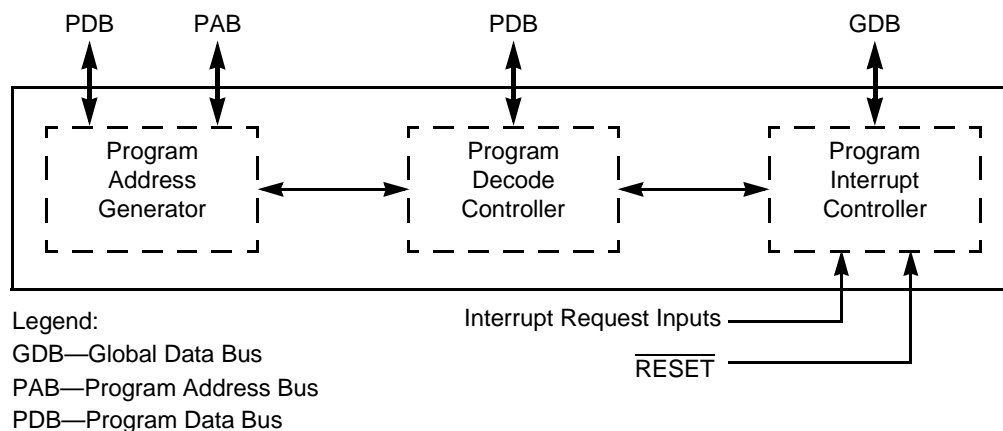 PDB
PAB
PDB
GDB
Program
Address
Generator
Program
Decode
Controller
Program
Interrupt
Controller
Legend:
GDB—Global Data Bus
PAB—Program Address Bus
PDB—Program Data Bus
Interrupt Request Inputs
RESET